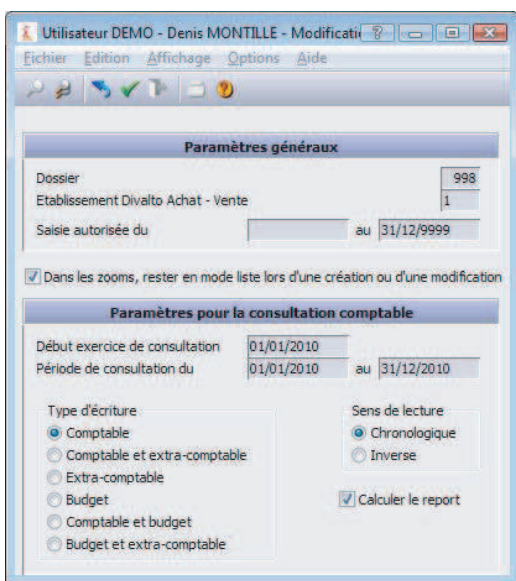 Utilisateur DEMO - Denis MONTILLE - Modificati
Fichier Edition Affichage Options Aide
Paramètres généraux
Dossier 998
Etablissement Divalto Achat - Vente 1
Saisie autorisée du au 31/12/9999
Dans les zooms, rester en mode liste lors d'une création ou d'une modification
Paramètres pour la consultation comptable
Début exercice de consultation 01/01/2010
Période de consultation du 01/01/2010 au 31/12/2010
Type d'écriture Sens de lecture
Comptable Chronologique
Comptable et extra-comptable Inverse
Extra-comptable
Budget Calculer le report
Comptable et budget
Budget et extra-comptable